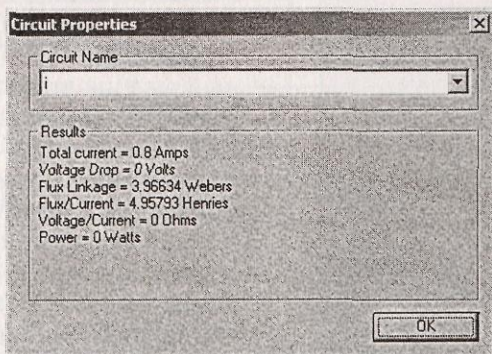 Circuit Properties
Circuit Name
i
Results
Total current = 0.8 Amps
Voltage Drop = 0 Volts
Flux Linkage = 3.96634 Webers
Flux/Current = 4.95793 Henries
Voltage/Current = 0 Ohms
Power = 0 Watts
OK